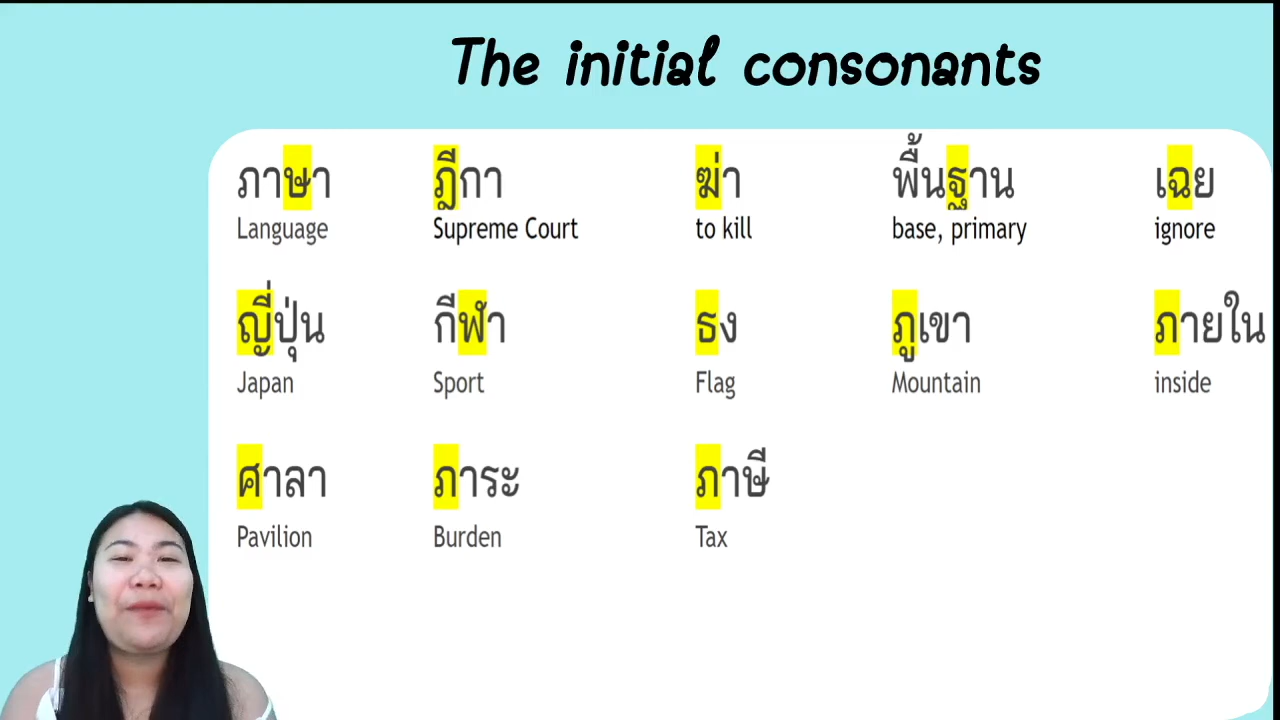 The initial consonants
ภาษา ฎีกา ฆ่า พื้นฐาน เฉย
Language Supreme Court to kill base, primary ignore
ญี่ปุ่น กีฬา ธง ภูเขา ภายใน
Japan Sport Flag Mountain inside
ศาลา ภาระ ภาษี
Pavilion Burden Tax